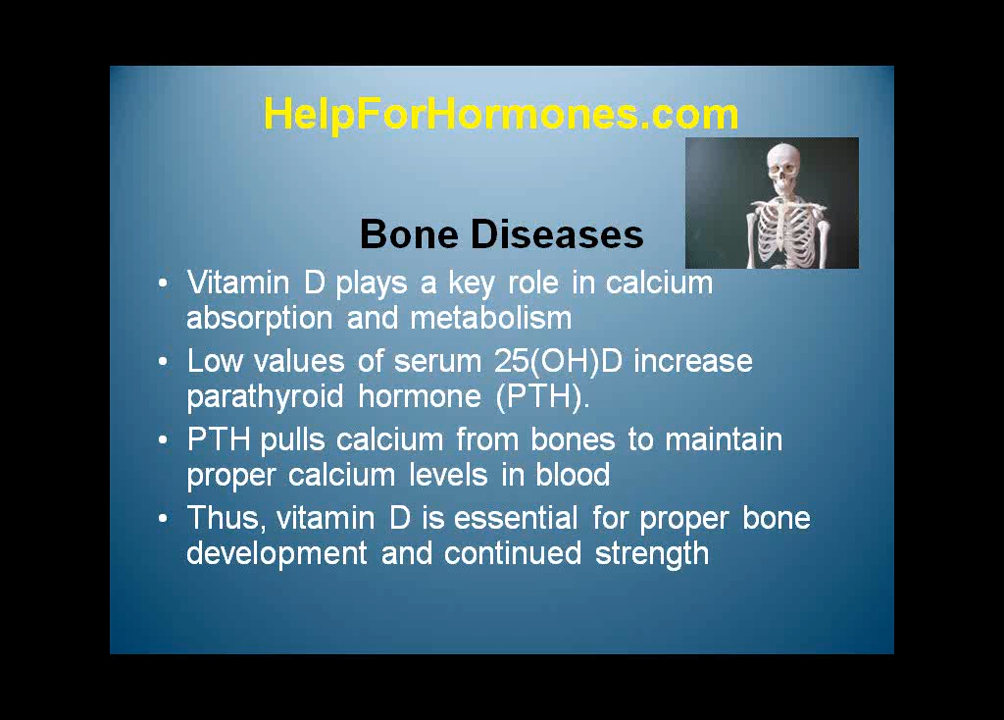 HelpForHormones.com
Bone Diseases
• Vitamin D plays a key role in calcium
absorption and metabolism
• Low values of serum 25(OH)D increase
parathyroid hormone (PTH).
• PTH pulls calcium from bones to maintain
proper calcium levels in blood
• Thus, vitamin D is essential for proper bone
development and continued strength